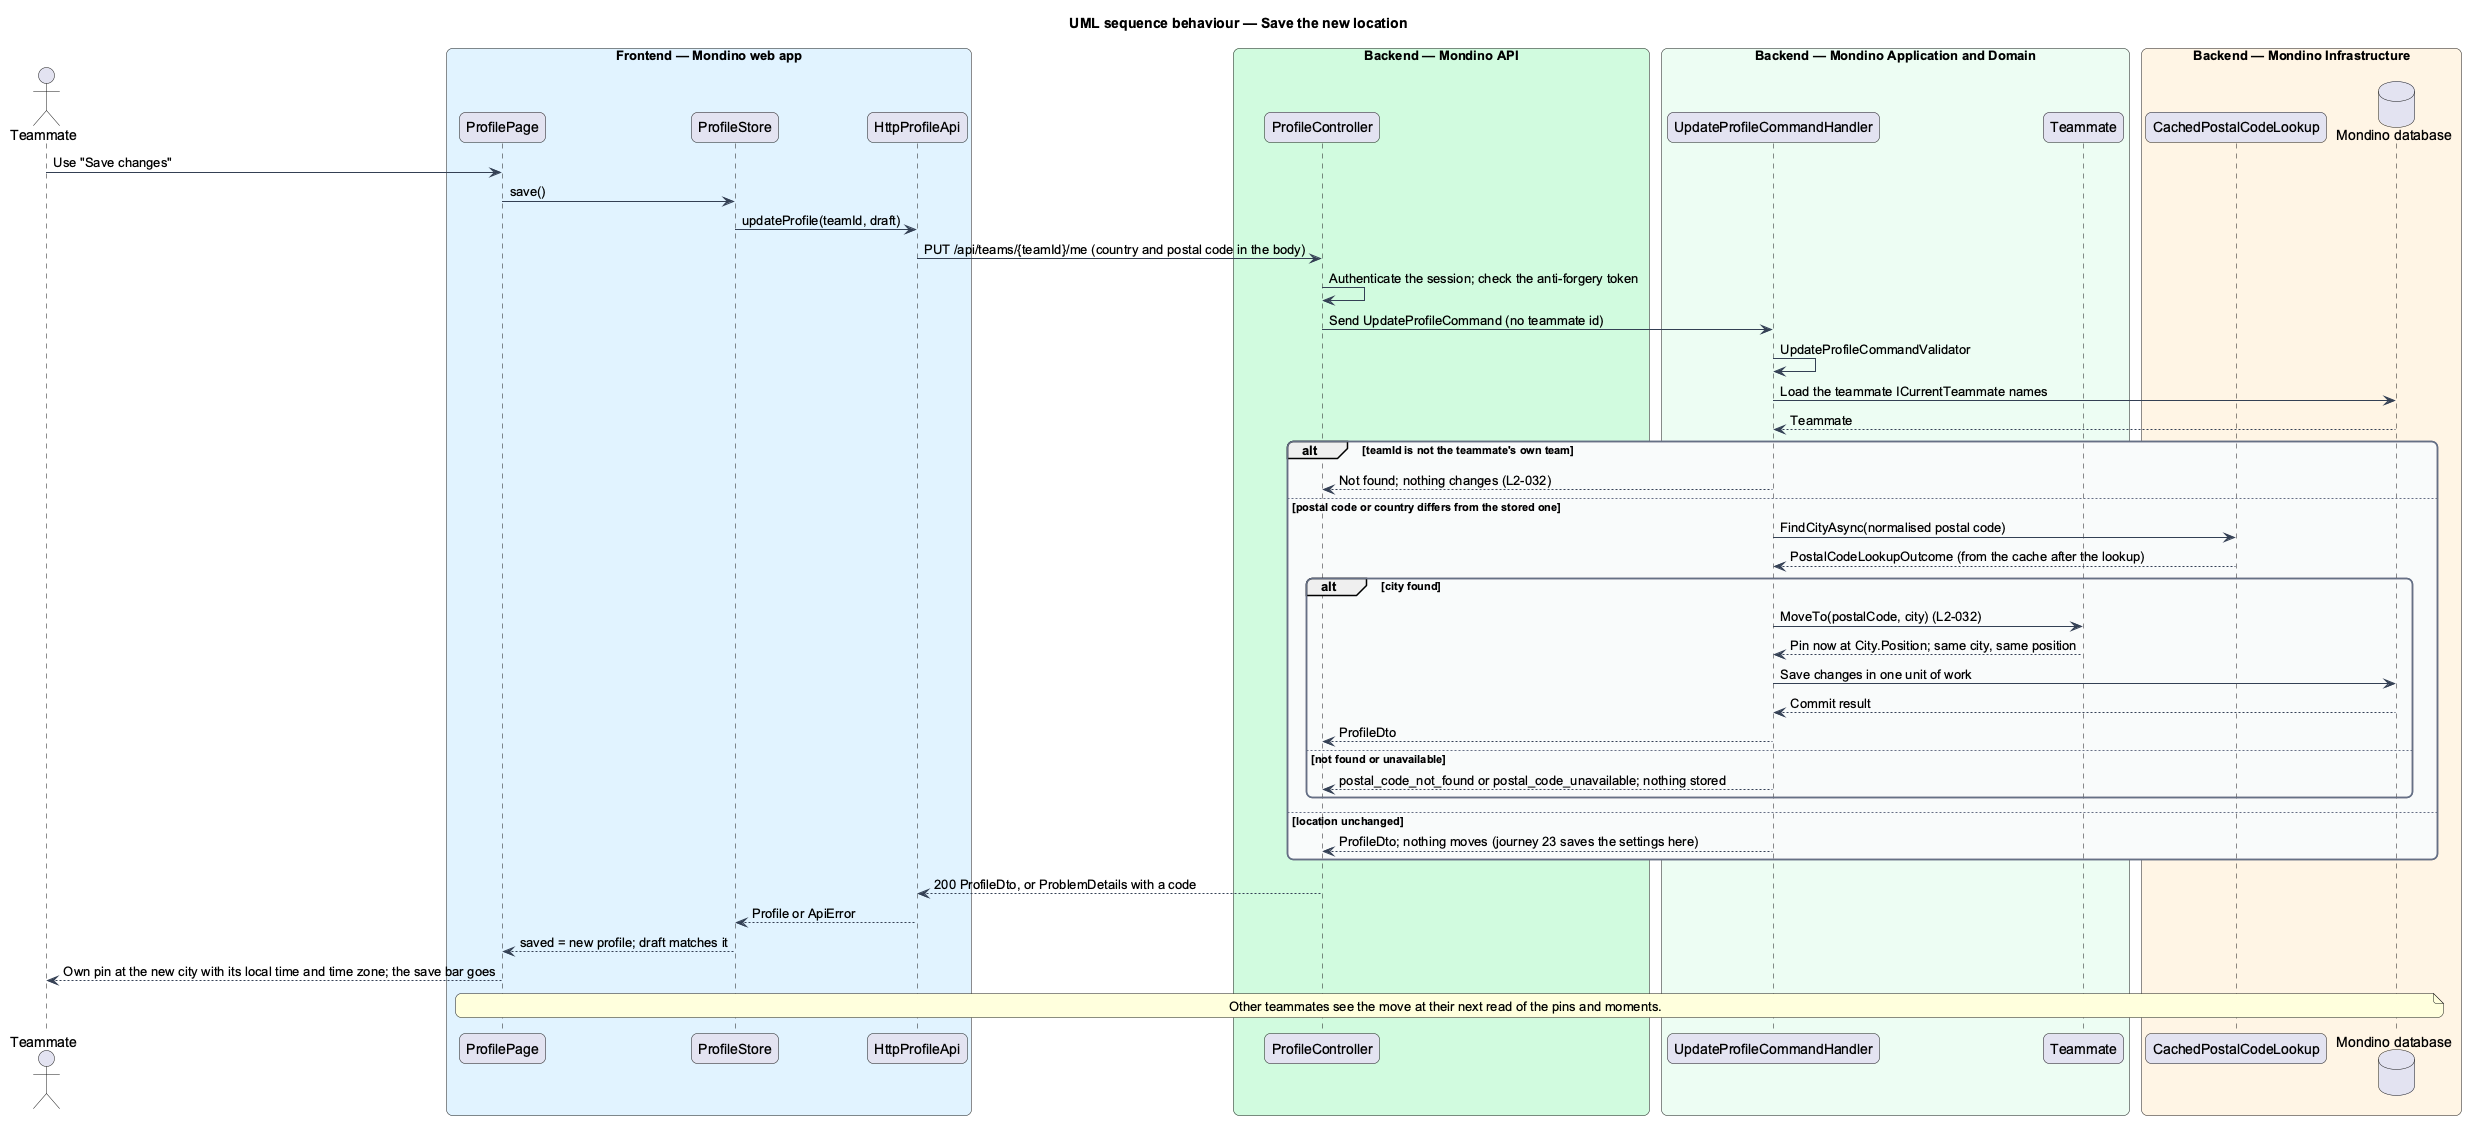 UML sequence behaviour — Save the new location
Frontend — Mondino web app
Backend — Mondino API
Backend — Mondino Application and Domain
Backend — Mondino Infrastructure
Teammate
ProfilePage
ProfileStore
HttpProfileApi
ProfileController
UpdateProfileCommandHandler
Teammate
CachedPostalCodeLookup
Mondino database
Use "Save changes"
save()
updateProfile(teamId, draft)
PUT /api/teams/{teamId}/me (country and postal code in the body)
Authenticate the session; check the anti-forgery token
Send UpdateProfileCommand (no teammate id)
UpdateProfileCommandValidator
Load the teammate ICurrentTeammate names
Teammate
alt [teamId is not the teammate's own team]
Not found; nothing changes (L2-032)
[postal code or country differs from the stored one]
FindCityAsync(normalised postal code)
PostalCodeLookupOutcome (from the cache after the lookup)
alt [city found]
MoveTo(postalCode, city) (L2-032)
Pin now at City.Position; same city, same position
Save changes in one unit of work
Commit result
ProfileDto
[not found or unavailable]
postal_code_not_found or postal_code_unavailable; nothing stored
[location unchanged]
ProfileDto; nothing moves (journey 23 saves the settings here)
200 ProfileDto, or ProblemDetails with a code
Profile or ApiError
saved = new profile; draft matches it
Own pin at the new city with its local time and time zone; the save bar goes
Other teammates see the move at their next read of the pins and moments.
Teammate
ProfilePage
ProfileStore
HttpProfileApi
ProfileController
UpdateProfileCommandHandler
Teammate
CachedPostalCodeLookup
Mondino database